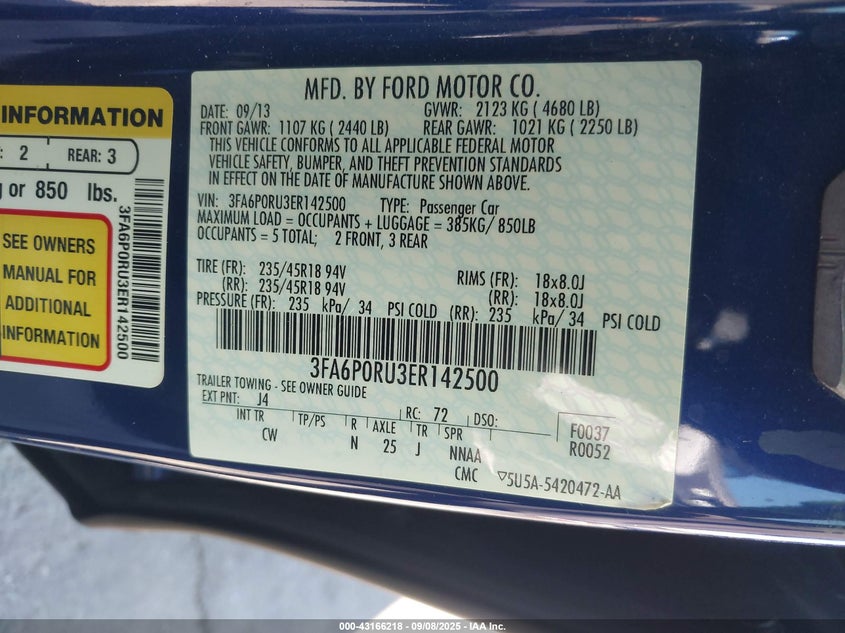 INFORMATION
: 2 REAR: 3
g or 850 lbs.
SEE OWNERS
MANUAL FOR
ADDITIONAL
INFORMATION
3FA6P0RU3ER142500
MFD. BY FORD MOTOR CO.
DATE: 09/13 GVWR: 2123 KG ( 4680 LB)
FRONT GAWR: 1107 KG ( 2440 LB) REAR GAWR: 1021 KG ( 2250 LB)
THIS VEHICLE CONFORMS TO ALL APPLICABLE FEDERAL MOTOR
VEHICLE SAFETY, BUMPER, AND THEFT PREVENTION STANDARDS
IN EFFECT ON THE DATE OF MANUFACTURE SHOWN ABOVE.
VIN: 3FA6P0RU3ER142500 TYPE: Passenger Car
MAXIMUM LOAD = OCCUPANTS + LUGGAGE = 385KG/ 850LB
OCCUPANTS = 5 TOTAL; 2 FRONT, 3 REAR
TIRE (FR): 235/45R18 94V RIMS (FR): 18x8.0J
(RR): 235/45R18 94V (RR): 18x8.0J
PRESSURE (FR): 235 kPa/ 34 PSI COLD (RR): 235 kPa/ 34 PSI COLD
3FA6P0RU3ER142500
TRAILER TOWING - SEE OWNER GUIDE
EXT PNT: J4 RC: 72 DSO:
INT TR TP/PS R AXLE TR SPR F0037
CW N 25 J NNAA R0052
CMC ▽5U5A-5420472-AA
000-43166218 - 09/08/2025 - IAA Inc.